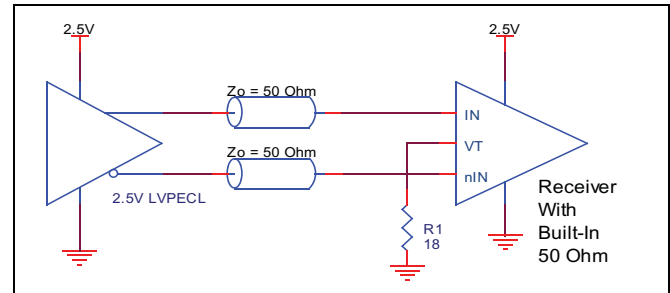 2.5V
2.5V
Zo = 50 Ohm
IN
VT
Zo = 50 Ohm
nIN
2.5V LVPECL
R1
18
Receiver
With
Built-In
50 Ohm